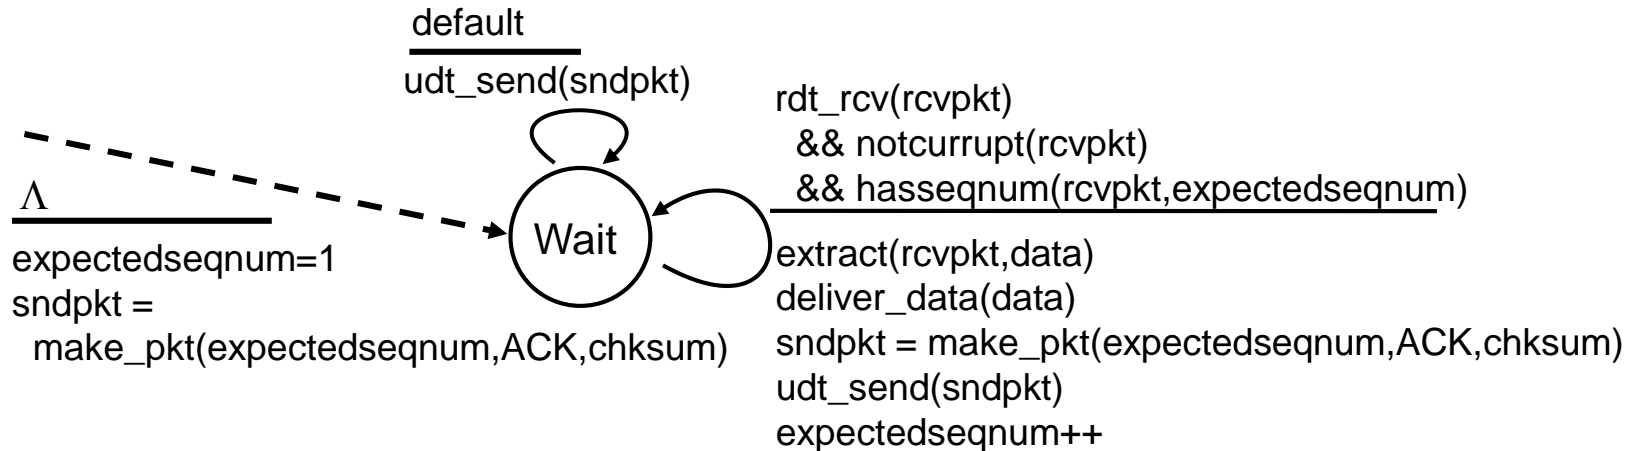 default
udt_send(sndpkt)
Λ
expectedseqnum=1
sndpkt =
make_pkt(expectedseqnum,ACK,chksum)
Wait
rdt_rcv(rcvpkt)
&& notcurrupt(rcvpkt)
&& hasseqnum(rcvpkt,expectedseqnum)
extract(rcvpkt,data)
deliver_data(data)
sndpkt = make_pkt(expectedseqnum,ACK,chksum)
udt_send(sndpkt)
expectedseqnum++